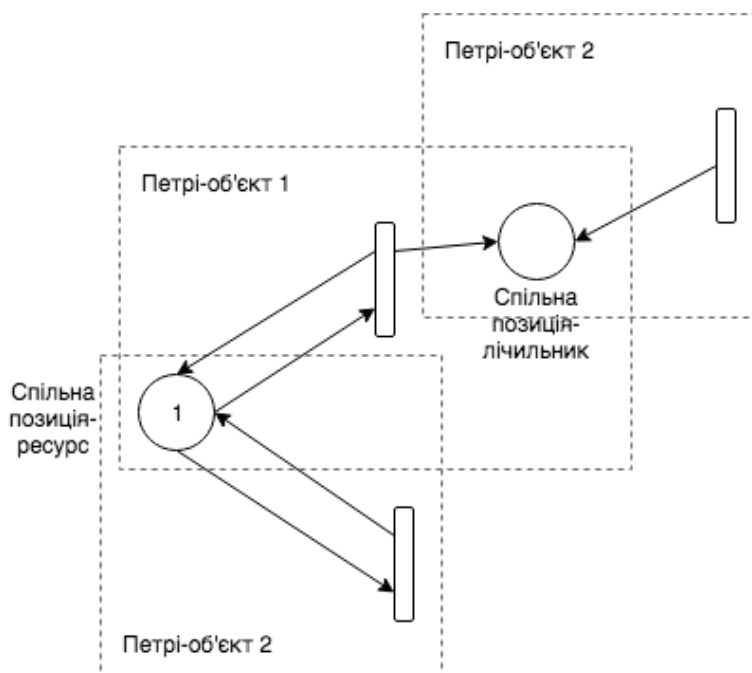 Петрі-об'єкт 2
Петрі-об'єкт 1
Спільна
позиція-
лічильник
Спільна
позиція-
ресурс
1
Петрі-об'єкт 2